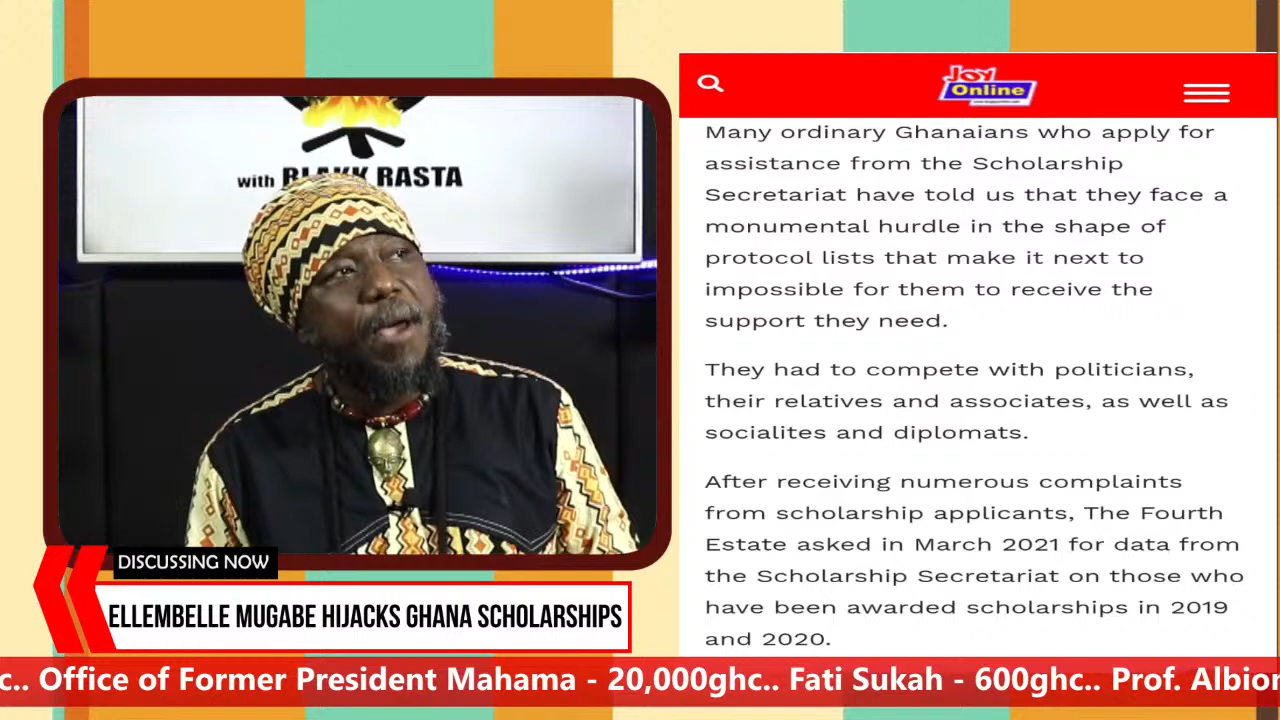 with BLAKK RASTA
DISCUSSING NOW
ELLEMBELLE MUGABE HIJACKS GHANA SCHOLARSHIPS
Joy
Online
Many ordinary Ghanaians who apply for
assistance from the Scholarship
Secretariat have told us that they face a
monumental hurdle in the shape of
protocol lists that make it next to
impossible for them to receive the
support they need.
They had to compete with politicians,
their relatives and associates, as well as
socialites and diplomats.
After receiving numerous complaints
from scholarship applicants, The Fourth
Estate asked in March 2021 for data from
the Scholarship Secretariat on those who
have been awarded scholarships in 2019
and 2020.
c.. Office of Former President Mahama - 20,000ghc.. Fati Sukah - 600ghc.. Prof. Albion